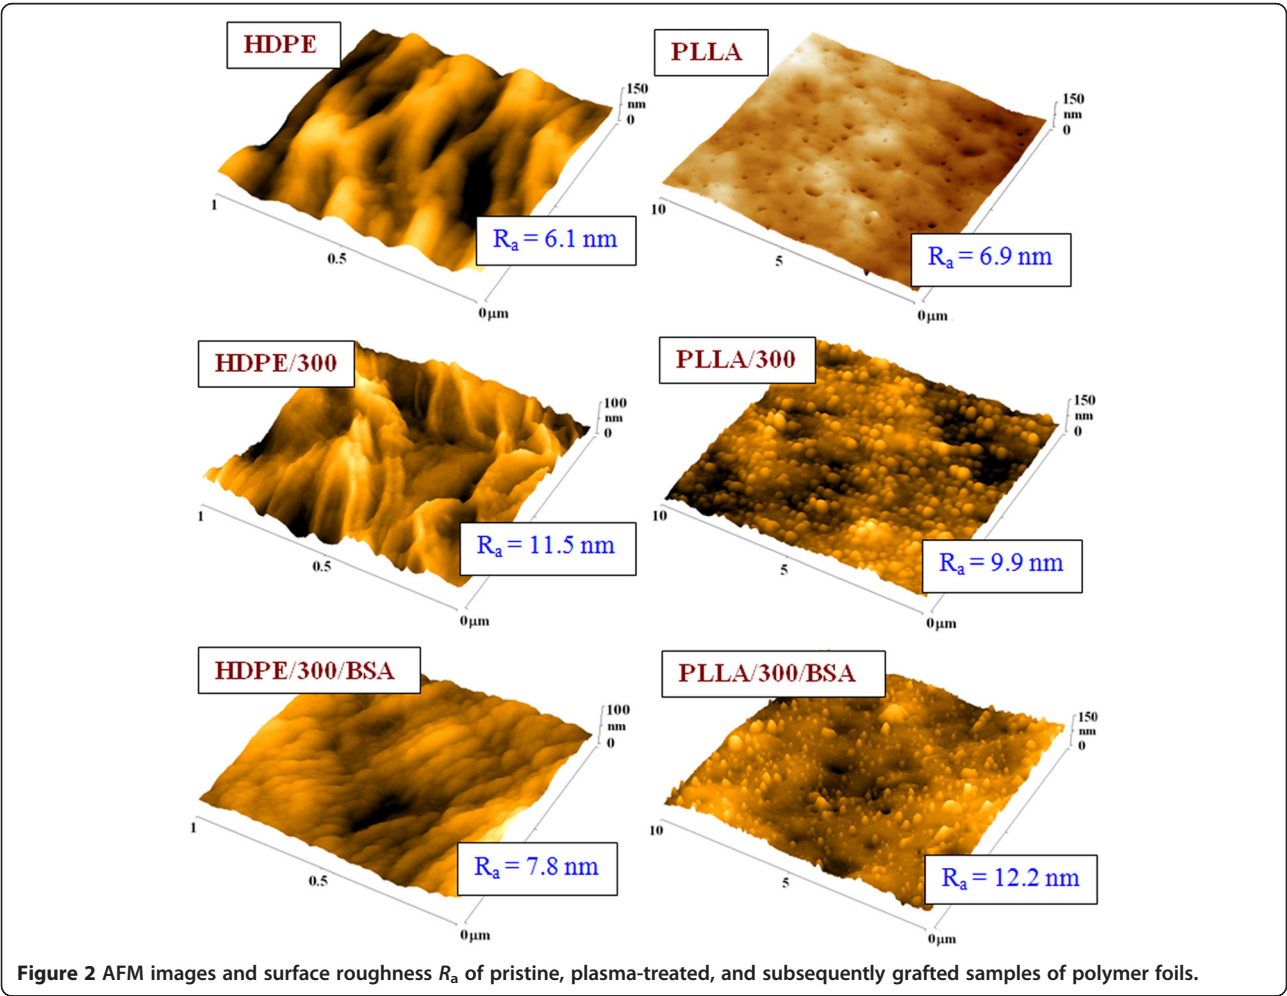 HDPE
150
nm
0
1
0.5
0μm
Ra = 6.1 nm
PLLA
150
nm
0
10
5
0μm
Ra = 6.9 nm
HDPE/300
100
nm
0
1
0.5
0μm
Ra = 11.5 nm
PLLA/300
150
nm
0
10
5
0μm
Ra = 9.9 nm
HDPE/300/BSA
100
nm
0
1
0.5
0μm
Ra = 7.8 nm
PLLA/300/BSA
150
nm
0
10
5
0μm
Ra = 12.2 nm
Figure 2 AFM images and surface roughness Ra of pristine, plasma-treated, and subsequently grafted samples of polymer foils.